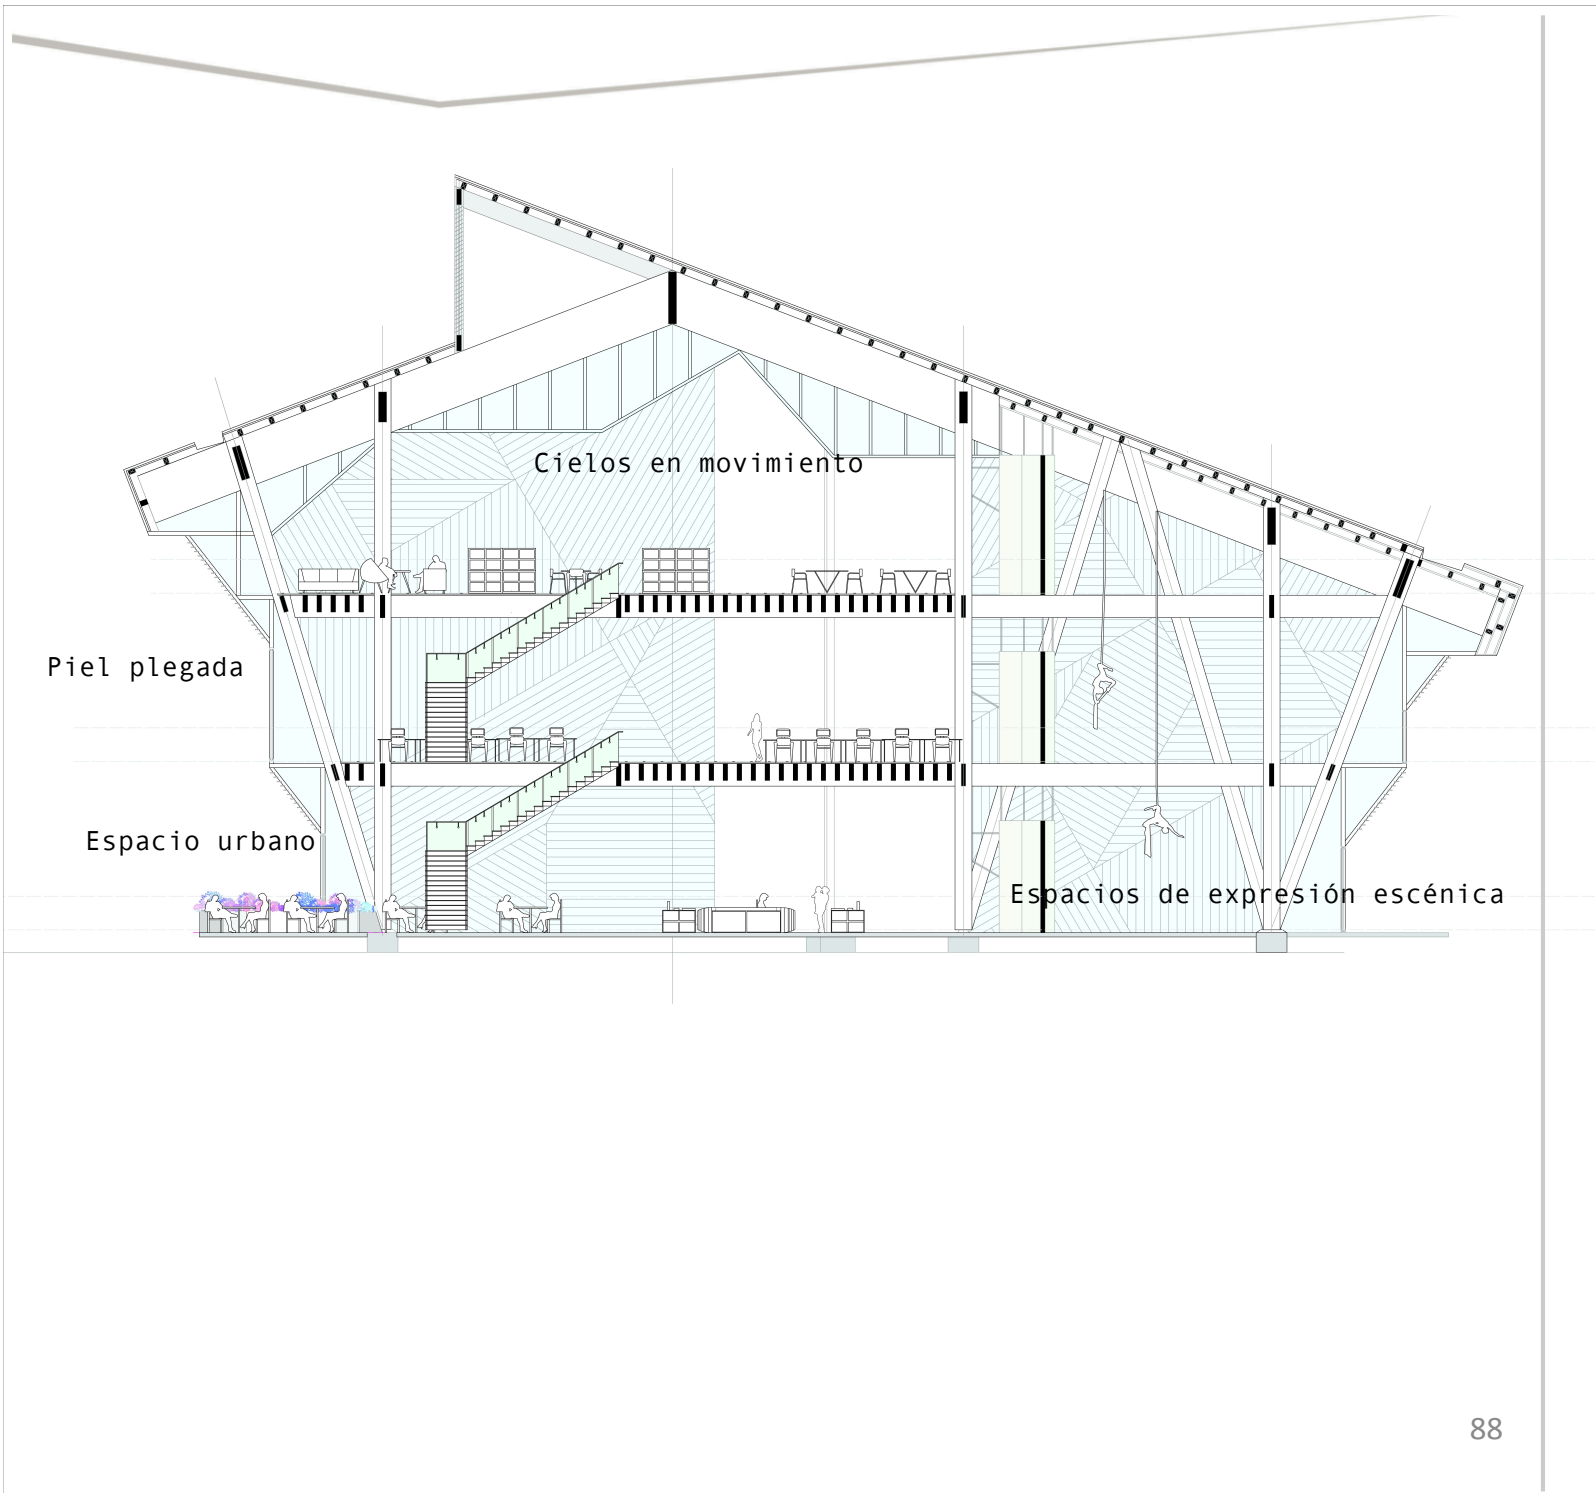 Cielos en movimiento
Piel plegada
Espacio urbano
Espacios de expresión escénica
88